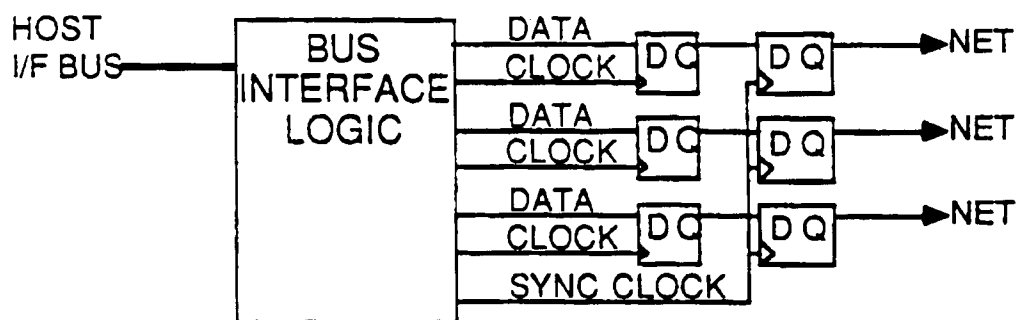 HOST
I/F BUS
BUS
INTERFACE
LOGIC
DATA
CLOCK
D Q
D Q
NET
DATA
CLOCK
D Q
D Q
NET
DATA
CLOCK
D Q
D Q
NET
SYNC CLOCK